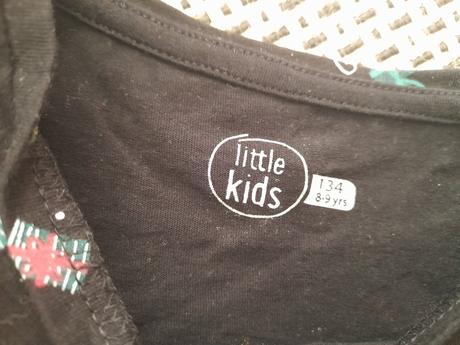 little
kids
134
8-9 yrs